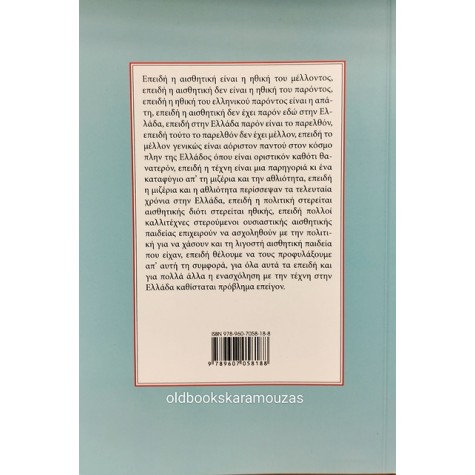 Επειδή η αισθητική είναι η ηθική του μέλλοντος,
επειδή η αισθητική δεν είναι η ηθική του παρόντος,
επειδή η ηθική του ελληνικού παρόντος είναι η απά-
τη, επειδή η αισθητική δεν έχει παρόν εδώ στην Ελ-
λάδα, επειδή στην Ελλάδα παρόν είναι το παρελθόν,
επειδή τούτο το παρελθόν δεν έχει μέλλον, επειδή το
μέλλον γενικώς είναι αόριστον παντού στον κόσμο
πλην της Ελλάδος όπου είναι οριστικόν καθότι θα-
νατερόν, επειδή η τέχνη είναι μια παρηγοριά κι ένα
καταφύγιο απ' τη μιζέρια και την αθλιότητα, επειδή
η μιζέρια και η αθλιότητα περίσσεψαν τα τελευταία
χρόνια στην Ελλάδα, επειδή η πολιτική στερείται
αισθητικής διότι στερείται ηθικής, επειδή πολλοί
καλλιτέχνες στερούμενοι ουσιαστικής αισθητικής
παιδείας επιχειρούν να ασχοληθούν με την πολιτι-
κή για να χάσουν και τη λιγοστή αισθητική παιδεία
που είχαν, επειδή θέλουμε να τους προφυλάξουμε
απ' αυτή τη συμφορά, για όλα αυτά τα επειδή και
για πολλά άλλα η ενασχόληση με την τέχνη στην
Ελλάδα καθίσταται πρόβλημα επείγον.
ISBN 978-960-7058-18-8
9 789607 058188
oldbookskaramouzas